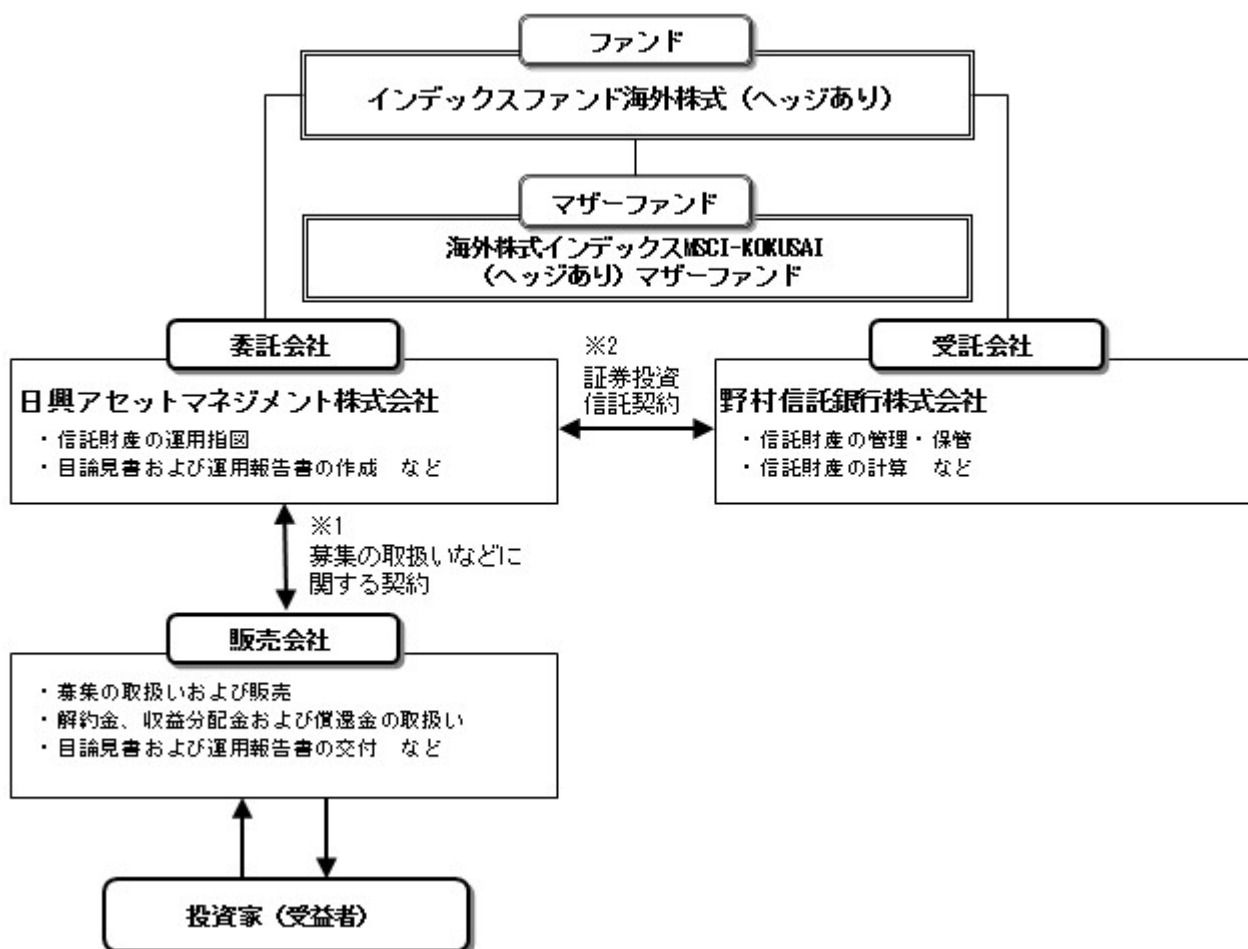 ファンド
インデックスファンド海外株式（ヘッジあり）
マザーファンド
海外株式インデックスMSCI-KOKUSAI
（ヘッジあり）マザーファンド
委託会社
日興アセットマネジメント株式会社
・信託財産の運用指図
・目論見書および運用報告書の作成　など
※2
証券投資
信託契約
受託会社
野村信託銀行株式会社
・信託財産の管理・保管
・信託財産の計算　など
※1
募集の取扱いなどに
関する契約
販売会社
・募集の取扱いおよび販売
・解約金、収益分配金および償還金の取扱い
・目論見書および運用報告書の交付　など
投資家（受益者）